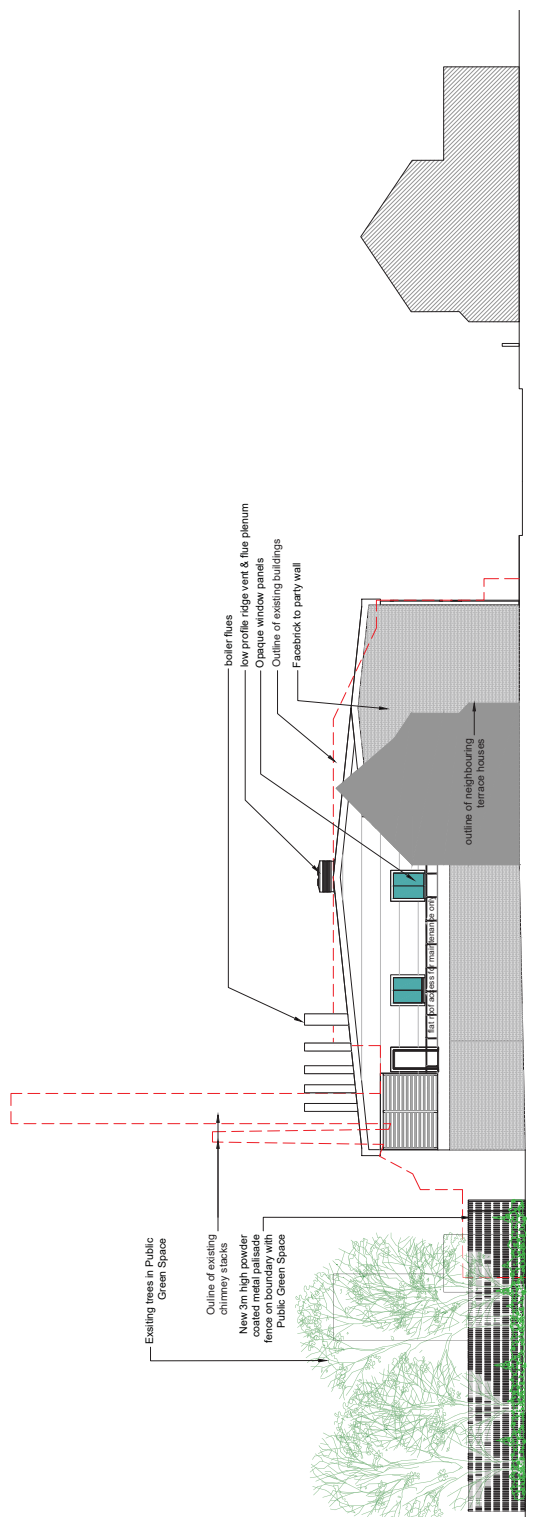 Exsiting trees in Public
Green Space
Ouline of existing
chimney stacks
New 3m high powder
coated metal palisade
fence on boundary with
Public Green Space
boiler flues
low profile ridge vent & flue plenum
Opaque window panels
Outline of existing buildings
Facebrick to party wall
flat roof access for maintenance only
outline of neighbouring
terrace houses